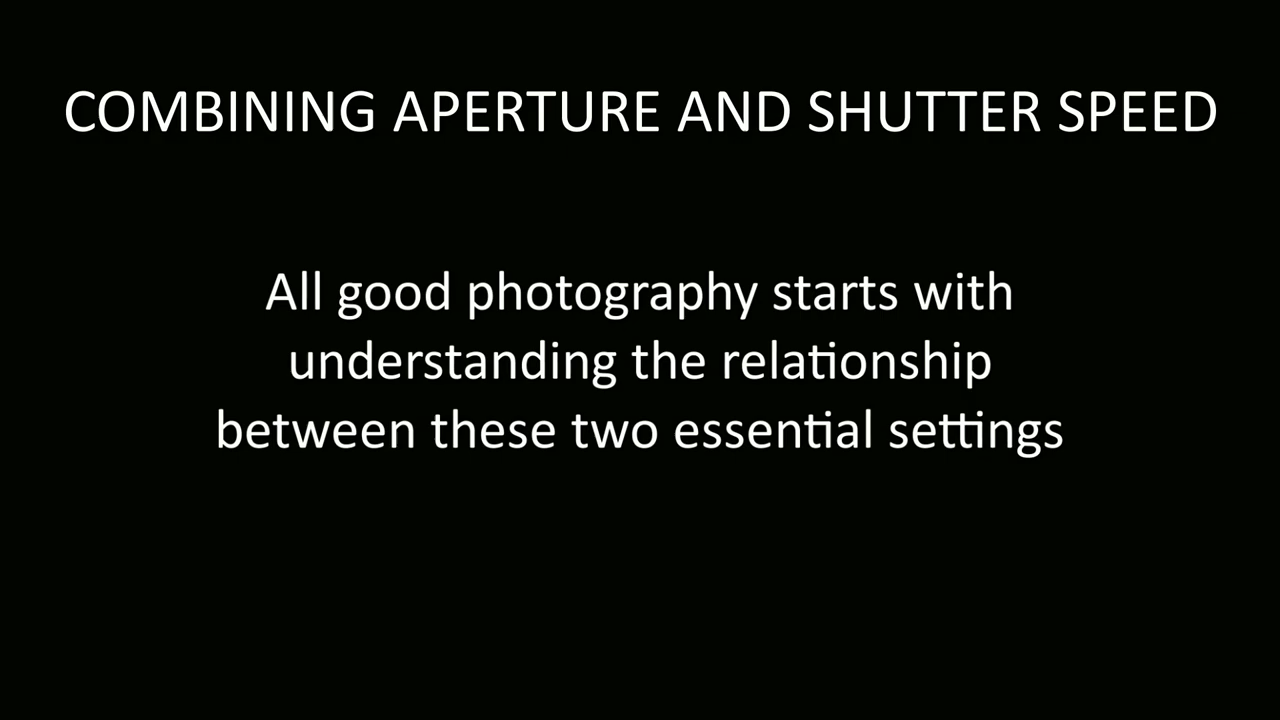 COMBINING APERTURE AND SHUTTER SPEED
All good photography starts with
understanding the relationship
between these two essential settings